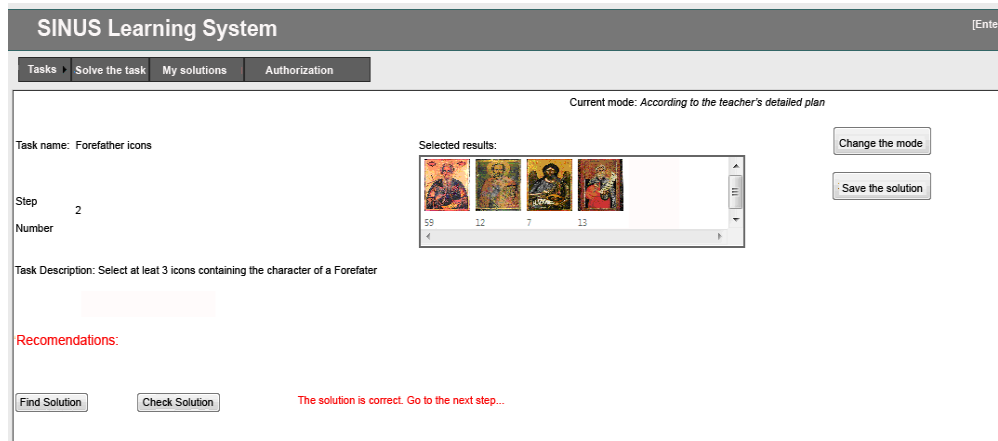 SINUS Learning System
[Ente
Tasks Solve the task My solutions Authorization
Current mode: According to the teacher's detailed plan
Task name: Forefather icons
Selected results:
Change the mode
Save the solution
Step
2
Number
59 12 7 13
Task Description: Select at leat 3 icons containing the character of a Forefater
Recomendations:
Find Solution
Check Solution
The solution is correct. Go to the next step...